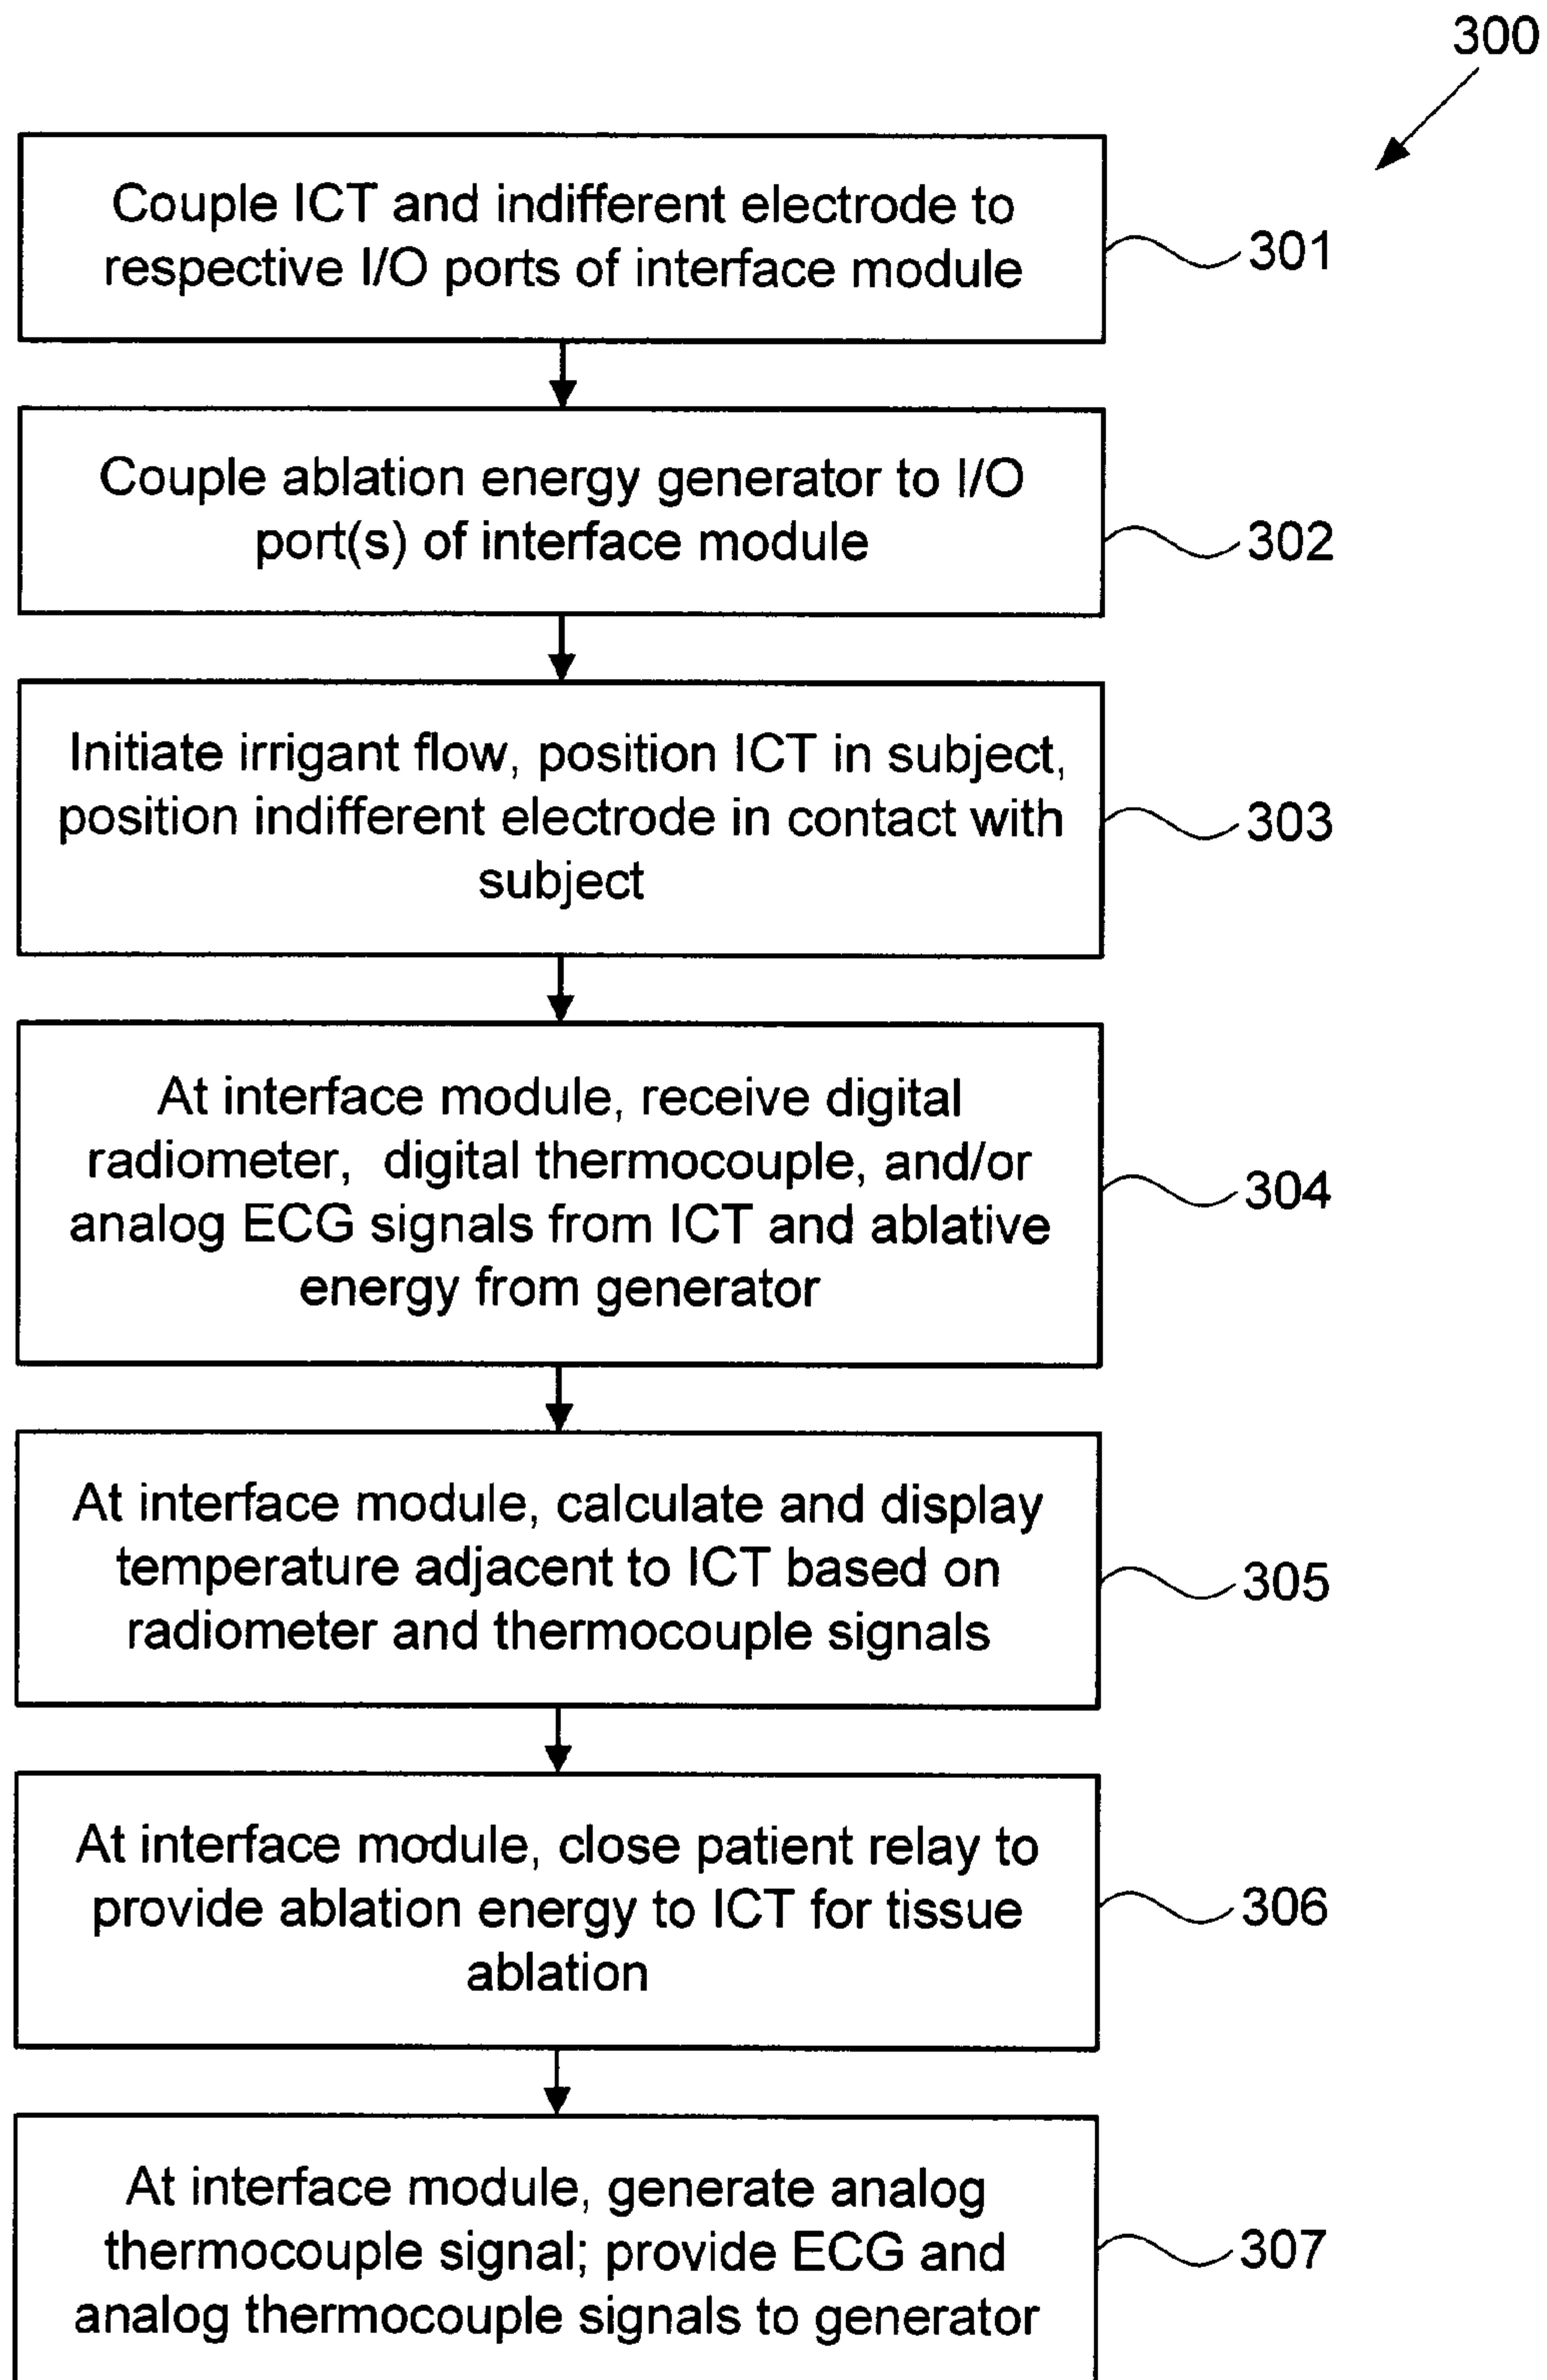 300
Couple ICT and indifferent electrode to
respective I/O ports of interface module
301
Couple ablation energy generator to I/O
port(s) of interface module
302
Initiate irrigant flow, position ICT in subject,
position indifferent electrode in contact with
subject
303
At interface module, receive digital
radiometer, digital thermocouple, and/or
analog ECG signals from ICT and ablative
energy from generator
304
At interface module, calculate and display
temperature adjacent to ICT based on
radiometer and thermocouple signals
305
At interface module, close patient relay to
provide ablation energy to ICT for tissue
ablation
306
At interface module, generate analog
thermocouple signal; provide ECG and
analog thermocouple signals to generator
307